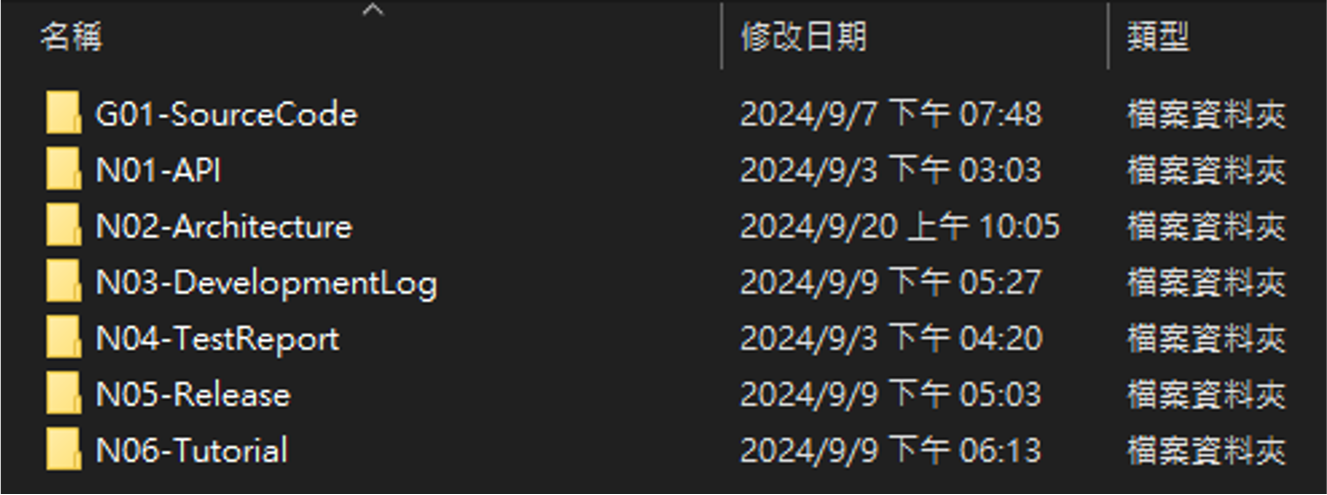 名稱 修改日期 類型
G01-SourceCode 2024/9/7 下午 07:48 檔案資料夾
N01-API 2024/9/3 下午 03:03 檔案資料夾
N02-Architecture 2024/9/20 上午 10:05 檔案資料夾
N03-DevelopmentLog 2024/9/9 下午 05:27 檔案資料夾
N04-TestReport 2024/9/3 下午 04:20 檔案資料夾
N05-Release 2024/9/9 下午 05:03 檔案資料夾
N06-Tutorial 2024/9/9 下午 06:13 檔案資料夾